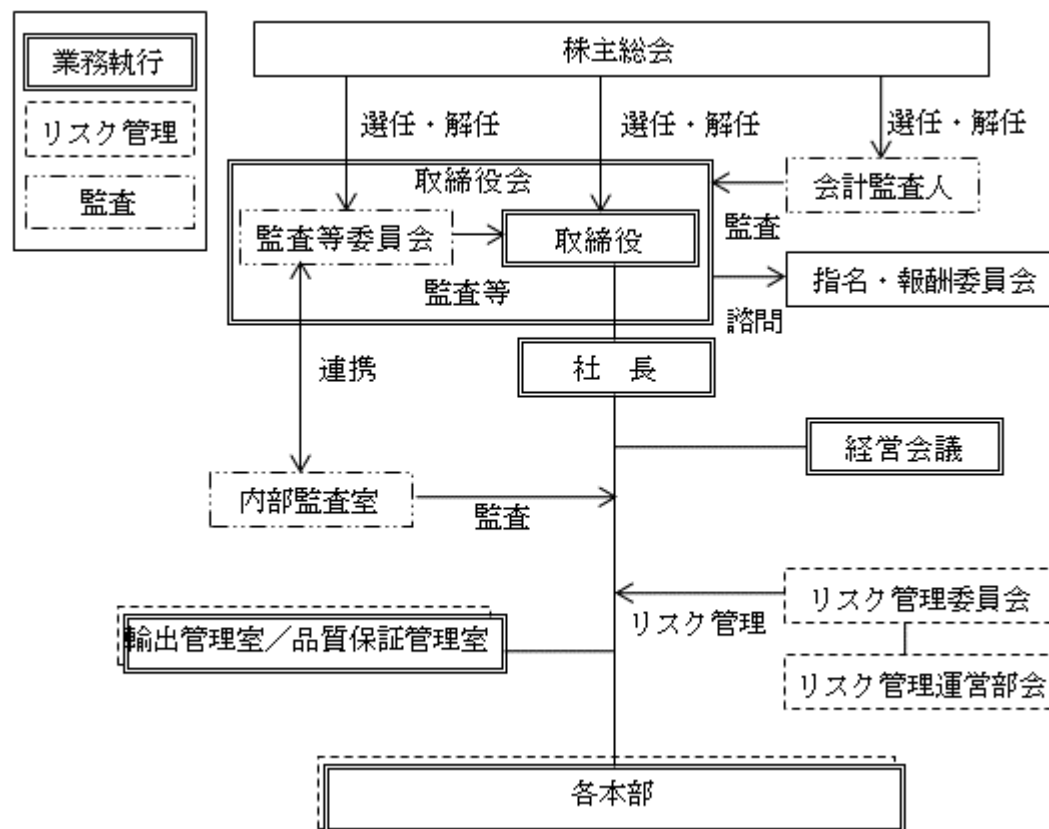 業務執行
リスク管理
監査
株主総会
選任・解任
選任・解任
選任・解任
取締役会
会計監査人
監査等委員会
取締役
監査
監査等
指名・報酬委員会
諮問
連携
社　長
経営会議
内部監査室
監査
リスク管理委員会
リスク管理
輸出管理室／品質保証管理室
リスク管理運営部会
各本部